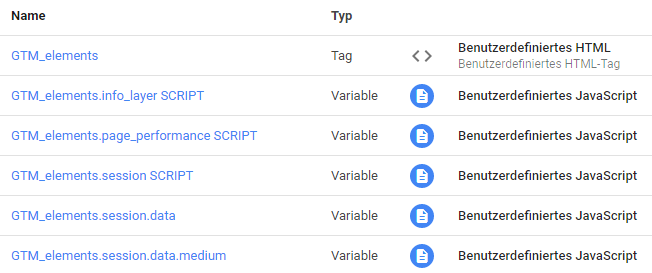 Name Typ
GTM_elements Tag Benutzerdefiniertes HTML
Benutzerdefiniertes HTML-Tag
GTM_elements.info_layer SCRIPT Variable Benutzerdefiniertes JavaScript
GTM_elements.page_performance SCRIPT Variable Benutzerdefiniertes JavaScript
GTM_elements.session SCRIPT Variable Benutzerdefiniertes JavaScript
GTM_elements.session.data Variable Benutzerdefiniertes JavaScript
GTM_elements.session.data.medium Variable Benutzerdefiniertes JavaScript